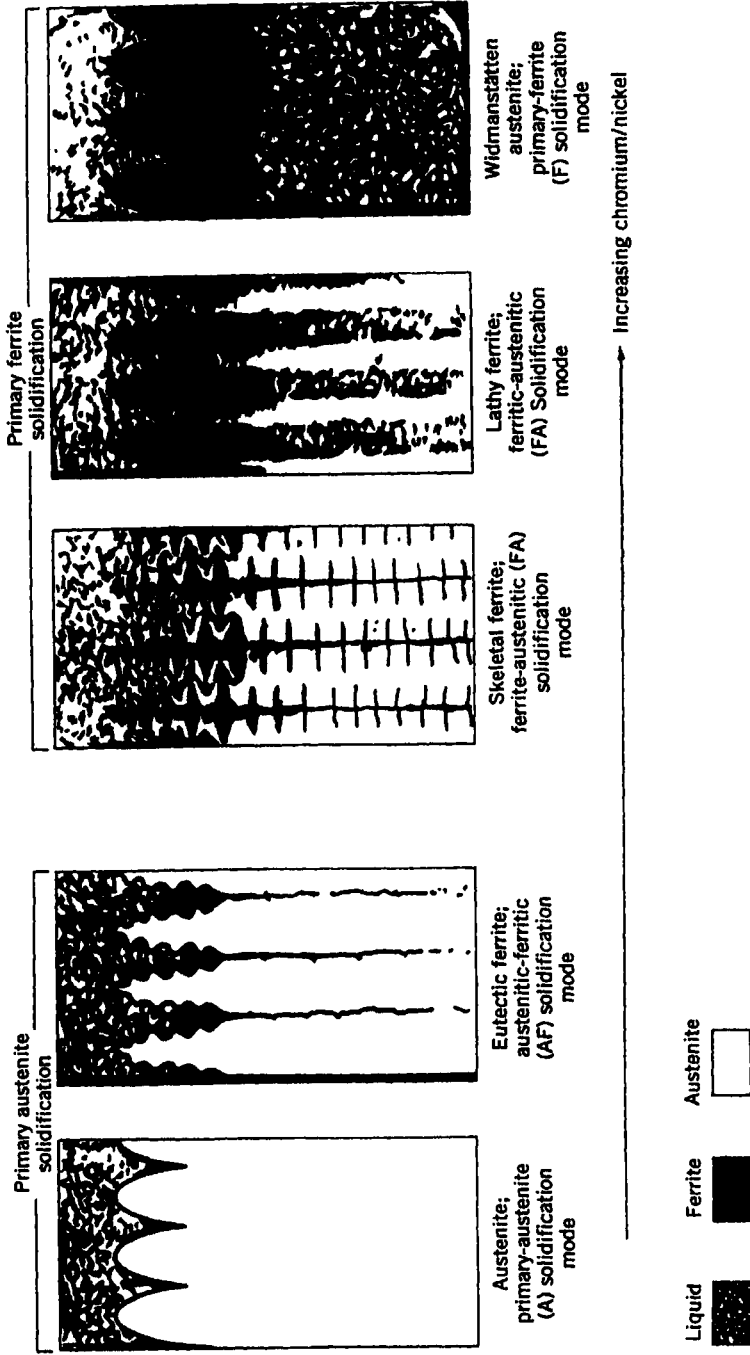 Primary austenite
solidification
Primary ferrite
solidification
Austenite;
primary-austenite
(A) solidification
mode
Eutectic ferrite;
austenitic-ferritic
(AF) solidification
mode
Skeletal ferrite;
ferrite-austenitic (FA)
solidification
mode
Lathy ferrite;
ferritic-austenitic
(FA) Solidification
mode
Widmanstätten
austenite;
primary-ferrite
(F) solidification
mode
Increasing chromium/nickel
Liquid
Ferrite
Austenite